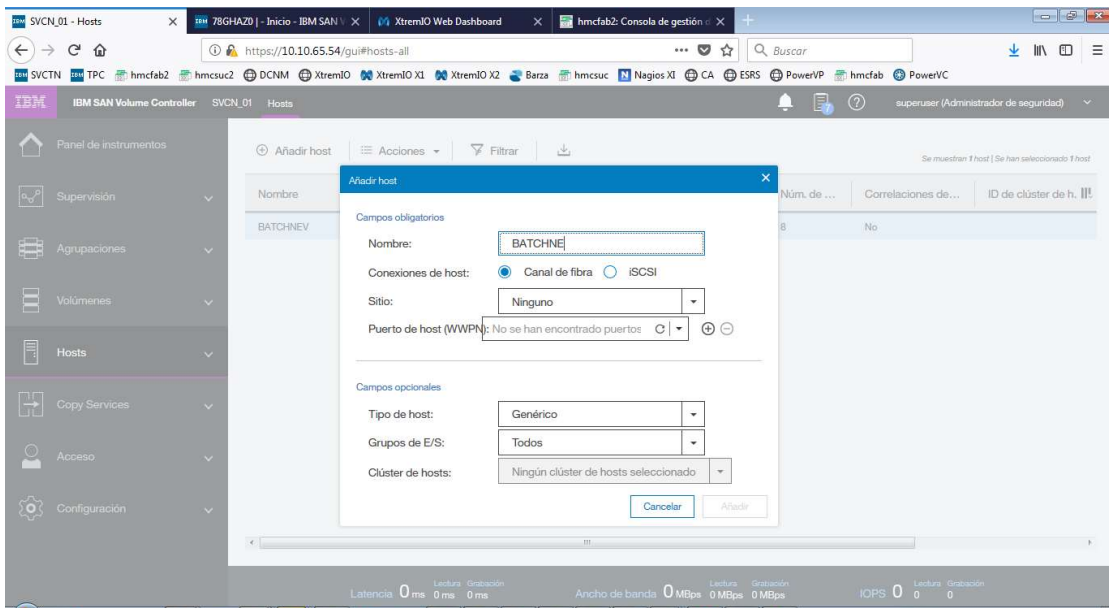 SVCN_01 - Hosts
78GHAZ0 | - Inicio - IBM SAN V
XtremIO Web Dashboard
hmcfab2: Consola de gestión d
https://10.10.65.54/gui#hosts-all
Buscar
SVCTN TPC hmcfab2 hmcsuc2 DCNM XtremIO XtremIO X1 XtremIO X2 Barza hmcsuc Nagios XI CA ESRS PowerVP hmcfab PowerVC
IBM IBM SAN Volume Controller SVCN_01 Hosts 7 superuser (Administrador de seguridad)
Panel de instrumentos
Supervisión
Agrupaciones
Volúmenes
Hosts
Copy Services
Acceso
Configuración
Añadir host Acciones Filtrar
Se muestran 1 host | Se han seleccionado 1 host
Nombre Núm. de ... Correlaciones de... ID de clúster de h.
BATCHNEV 8 No
Añadir host
Campos obligatorios
Nombre: BATCHNE
Conexiones de host: Canal de fibra iSCSI
Sitio: Ninguno
Puerto de host (WWPN): No se han encontrado puertos
Campos opcionales
Tipo de host: Genérico
Grupos de E/S: Todos
Clúster de hosts: Ningún clúster de hosts seleccionado
Cancelar Añadir
Latencia 0 ms Lectura 0 ms Grabación 0 ms
Ancho de banda 0 MBps Lectura 0 MBps Grabación 0 MBps
IOPS 0 Lectura 0 Grabación 0